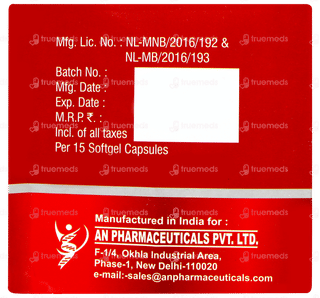 Mfg. Lic. No. : NL-MNB/2016/192 &
NL-MB/2016/193
Batch No. :
Mfg. Date :
Exp. Date :
M.R.P. ₹. :
Incl. of all taxes
Per 15 Softgel Capsules
Manufactured in India for :
AN PHARMACEUTICALS PVT. LTD.
F-1/4, Okhla Industrial Area,
Phase-1, New Delhi-110020
e-mail:-sales@anpharmaceuticals.com
truemeds